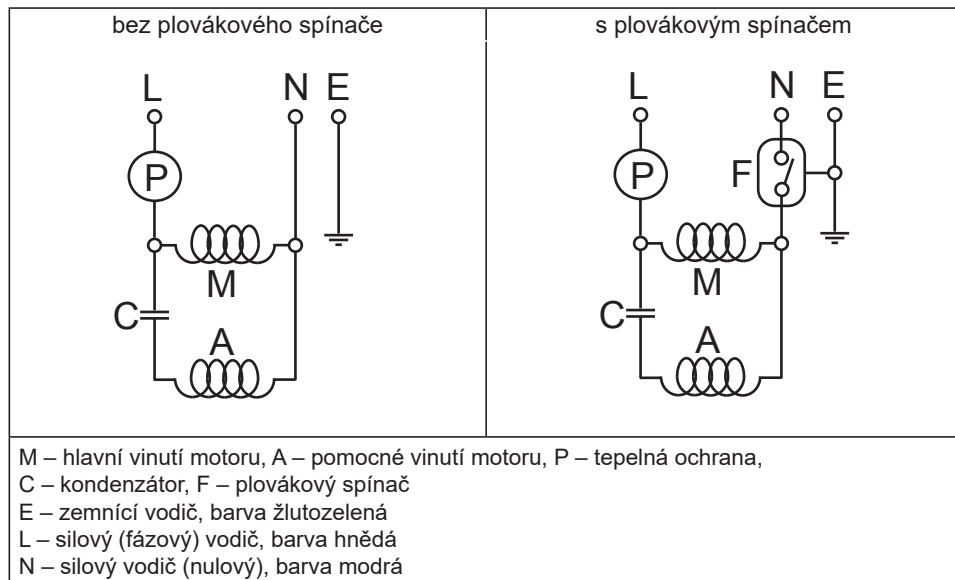 bez plovákového spínače
L N E
P
M
C
A
s plovákovým spínačem
L N E
P F
M
C
A
M – hlavní vinutí motoru, A – pomocné vinutí motoru, P – tepelná ochrana,
C – kondenzátor, F – plovákový spínač
E – zemnící vodič, barva žlutozelená
L – silový (fázový) vodič, barva hnědá
N – silový vodič (nulový), barva modrá